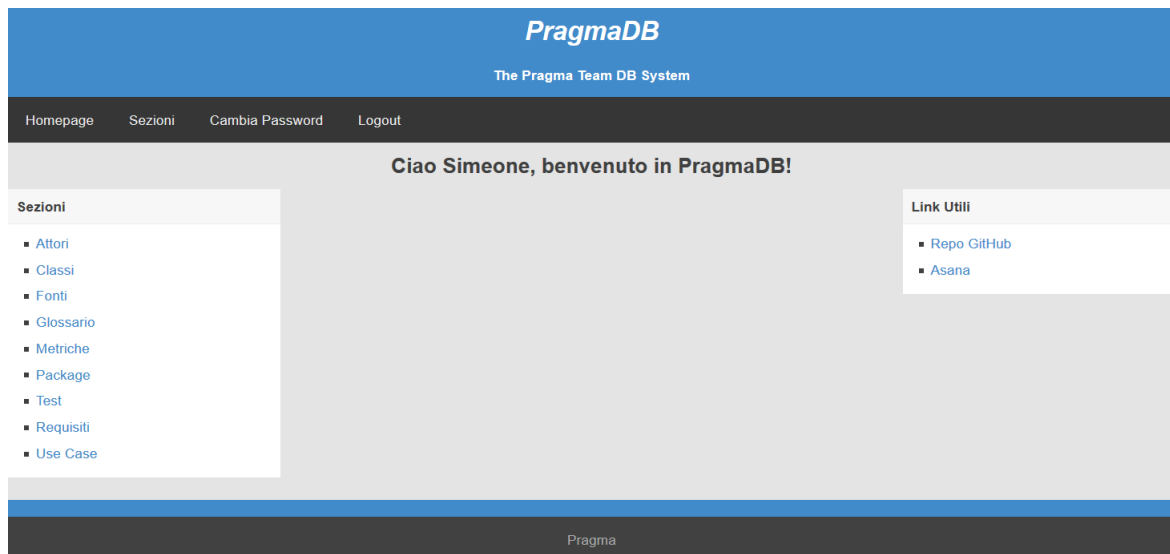 PragmaDB
The Pragma Team DB System
Homepage Sezioni Cambia Password Logout
Ciao Simeone, benvenuto in PragmaDB!
Sezioni
Attori
Classi
Fonti
Glossario
Metriche
Package
Test
Requisiti
Use Case
Link Utili
Repo GitHub
Asana
Pragma